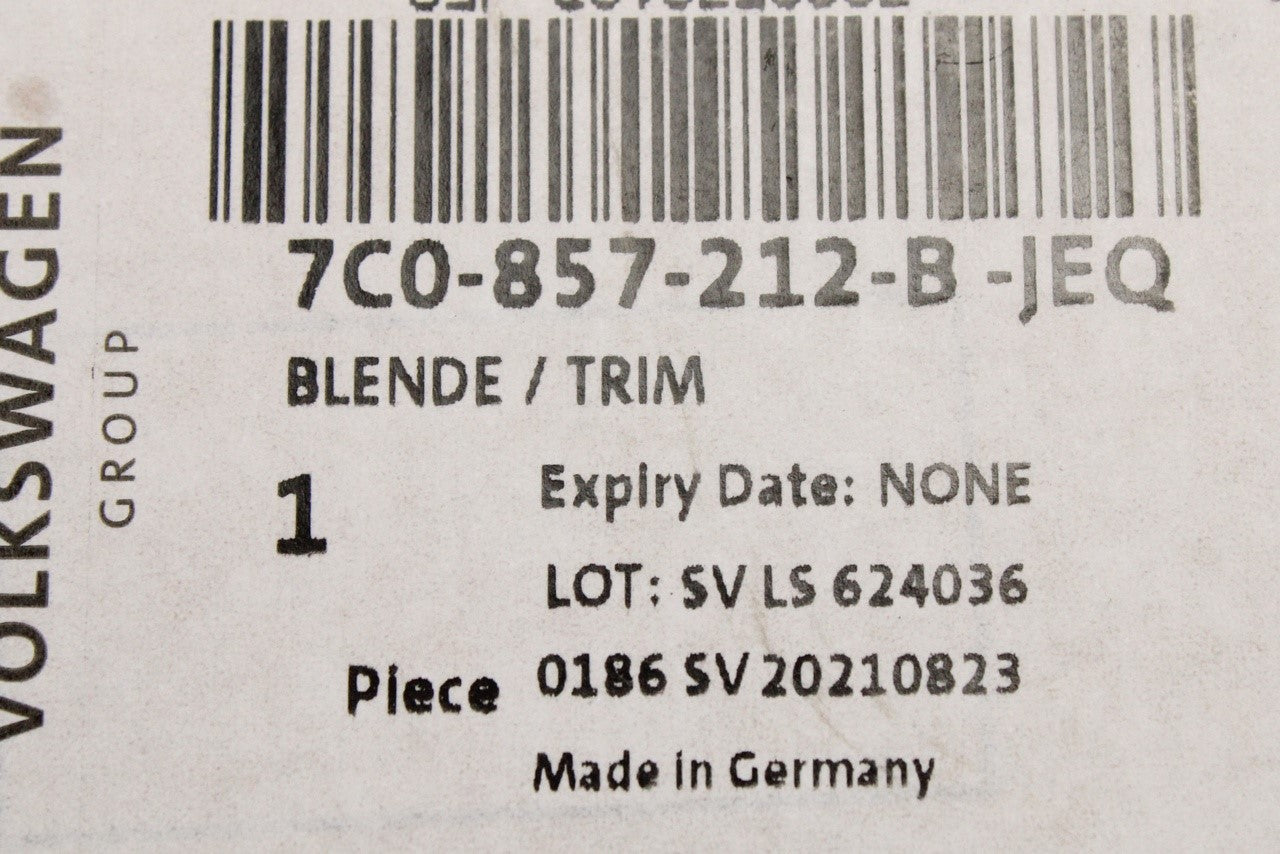 7C0-857-212-B -JEQ
BLENDE / TRIM
1
Expiry Date: NONE
LOT: SV LS 624036
Piece
0186 SV 20210823
Made in Germany
VOLKSWAGEN
GROUP